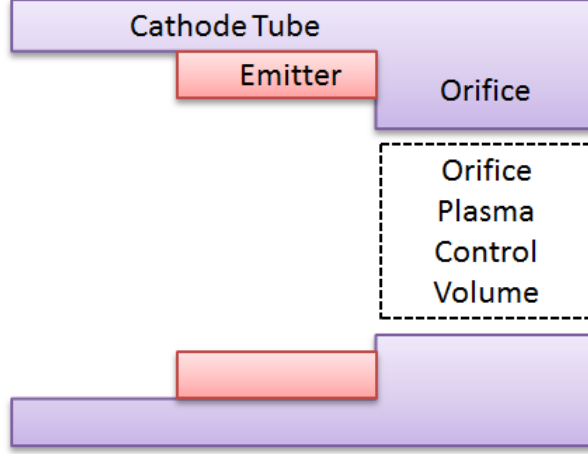 Cathode Tube
Emitter
Orifice
Orifice
Plasma
Control
Volume